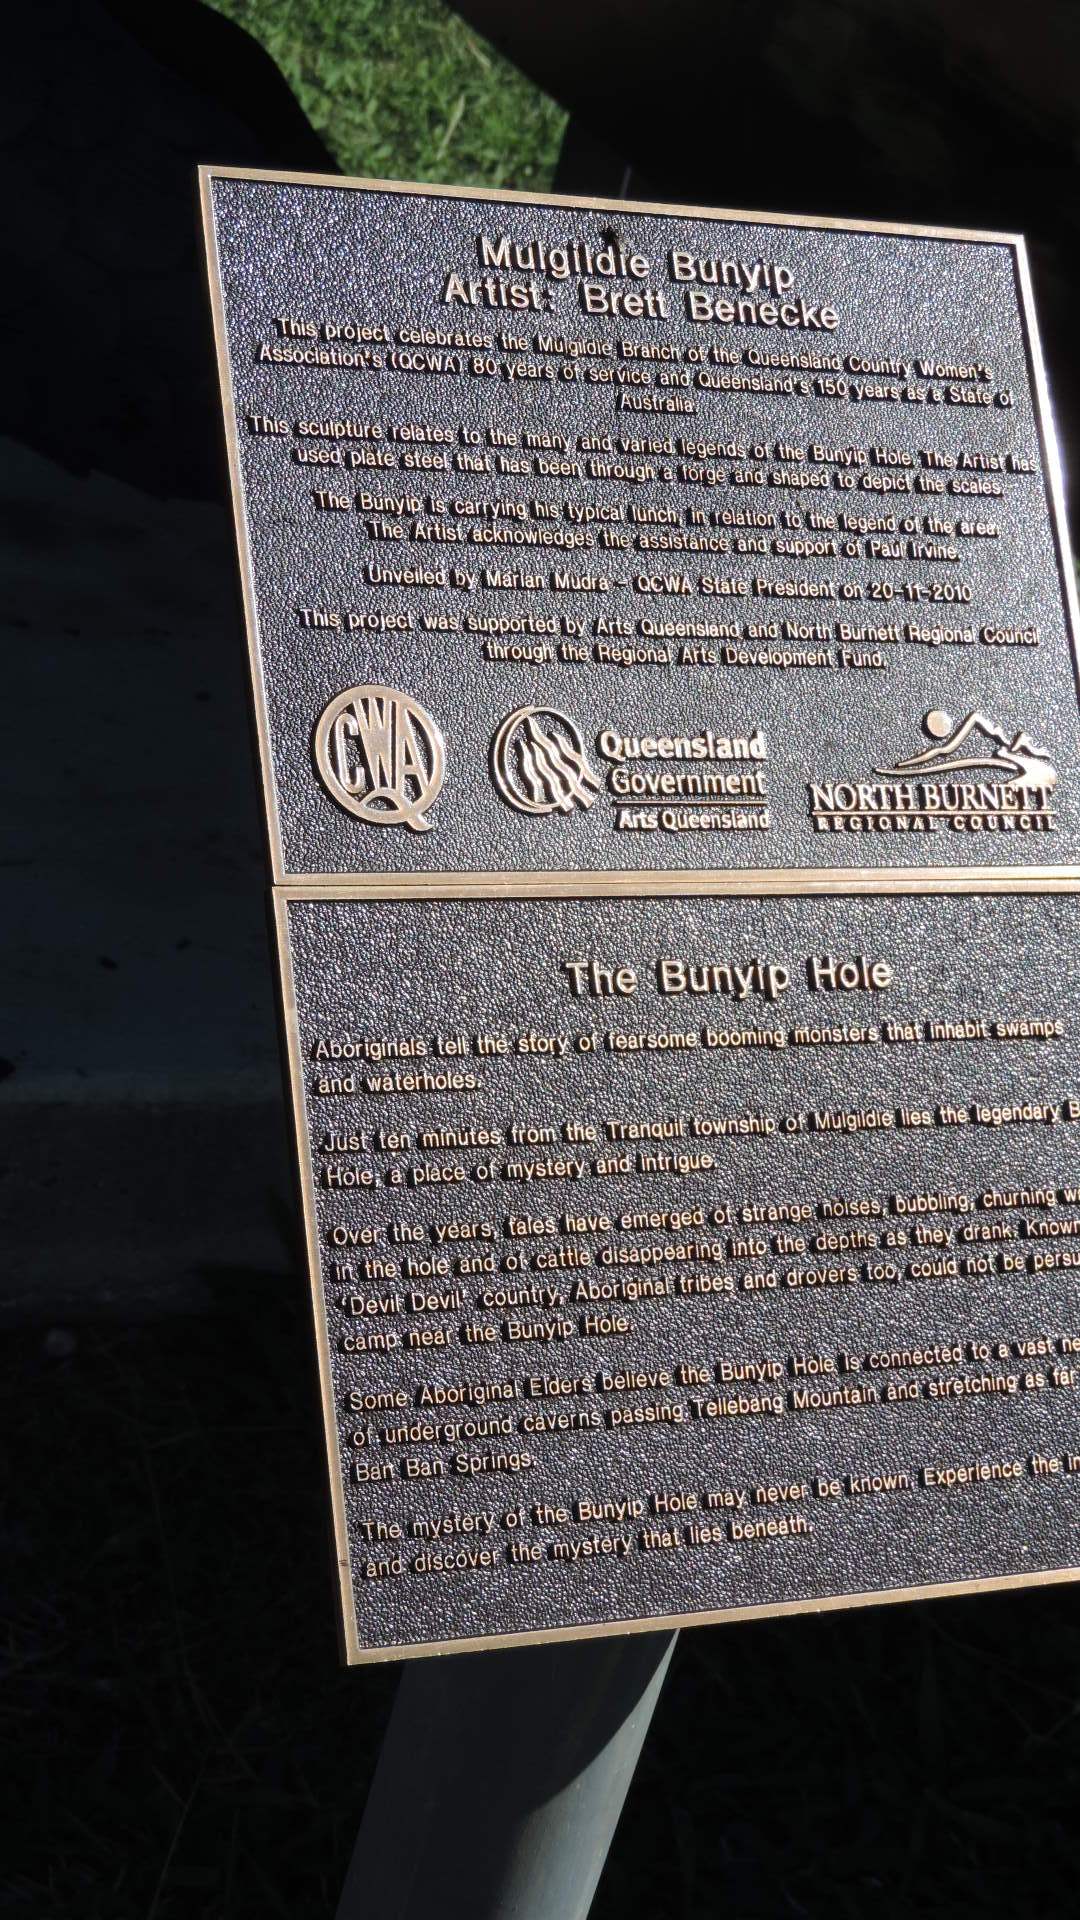 Mulgildie Bunyip
Artist: Brett Benecke
This project celebrates the Mulgildie Branch of the Queensland Country Women's
Association's (QCWA) 80 years of service and Queensland's 150 years as a State of
Australia.
This sculpture relates to the many and varied legends of the Bunyip Hole. The Artist has
used plate steel that has been through a forge and shaped to depict the scales.
The Bunyip is carrying his typical lunch in relation to the legend of the area.
The Artist acknowledges the assistance and support of Paul Irvine.
Unveiled by Marian Mudra - QCWA State President on 20-11-2010
This project was supported by Arts Queensland and North Burnett Regional Council
through the Regional Arts Development Fund.
QCWA
Queensland
Government
Arts Queensland
NORTH BURNETT
REGIONAL COUNCIL
The Bunyip Hole
Aboriginals tell the story of fearsome booming monsters that inhabit swamps
and waterholes.
Just ten minutes from the Tranquil township of Mulgildie lies the legendary B
Hole, a place of mystery and intrigue.
Over the years, tales have emerged of strange noises, bubbling, churning w
in the hole and of cattle disappearing into the depths as they drank. Known
'Devil Devil' country, Aboriginal tribes and drovers too, could not be persu
camp near the Bunyip Hole.
Some Aboriginal Elders believe the Bunyip Hole is connected to a vast ne
of underground caverns passing Tellebang Mountain and stretching as far
Ban Ban Springs.
The mystery of the Bunyip Hole may never be known. Experience the in
and discover the mystery that lies beneath.